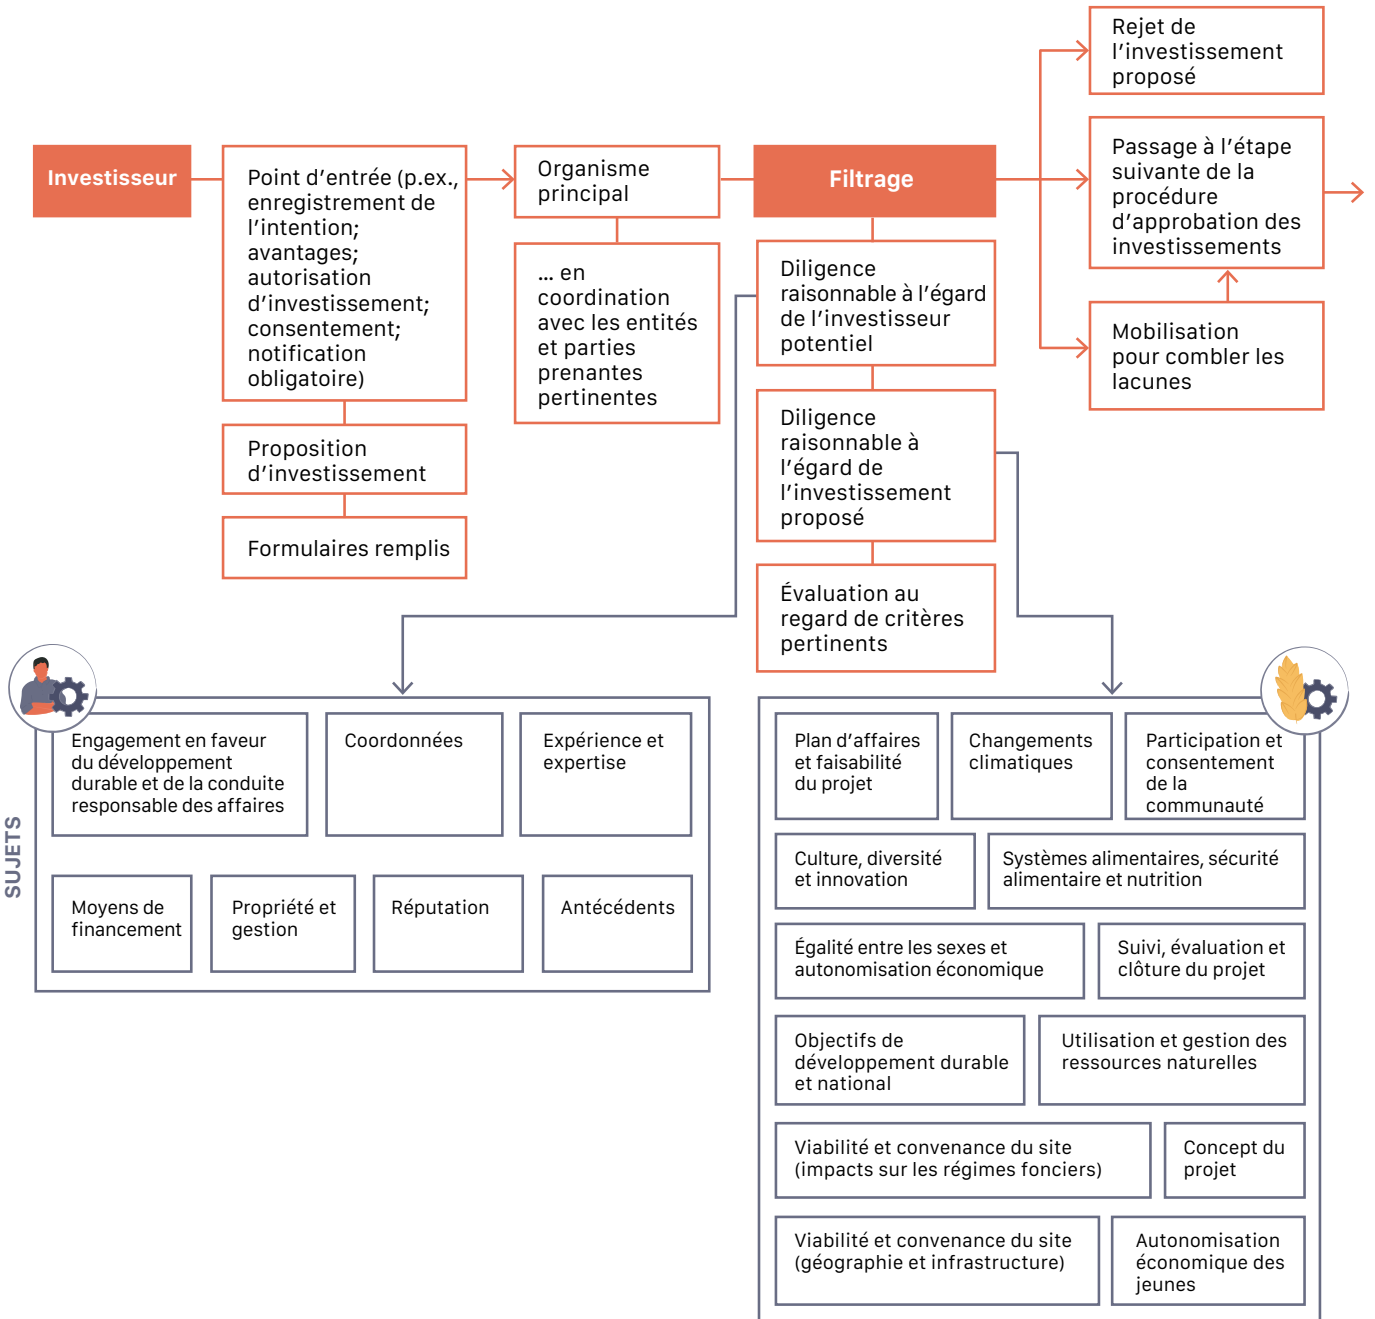 Rejet de
l’investissement
proposé
Investisseur
Point d’entrée (p.ex.,
enregistrement de
l’intention;
avantages;
autorisation
d’investissement;
consentement;
notification
obligatoire)
Proposition
d’investissement
Formulaires remplis
Organisme
principal
... en
coordination
avec les entités
et parties
prenantes
pertinentes
Filtrage
Diligence
raisonnable à l’égard
de l’investisseur
potentiel
Diligence
raisonnable à
l’égard de
l’investissement
proposé
Évaluation au
regard de critères
pertinents
Passage à l’étape
suivante de la
procédure
d’approbation des
investissements
Mobilisation
pour combler les
lacunes
SUJETS
Engagement en faveur
du développement
durable et de la conduite
responsable des affaires
Coordonnées
Expérience et
expertise
Moyens de
financement
Propriété et
gestion
Réputation
Antécédents
Plan d’affaires
et faisabilité
du projet
Changements
climatiques
Participation et
consentement
de la
communauté
Culture, diversité
et innovation
Systèmes alimentaires, sécurité
alimentaire et nutrition
Égalité entre les sexes et
autonomisation économique
Suivi, évaluation et
clôture du projet
Objectifs de
développement durable
et national
Utilisation et gestion des
ressources naturelles
Viabilité et convenance du site
(impacts sur les régimes fonciers)
Concept du
projet
Viabilité et convenance du site
(géographie et infrastructure)
Autonomisation
économique des
jeunes